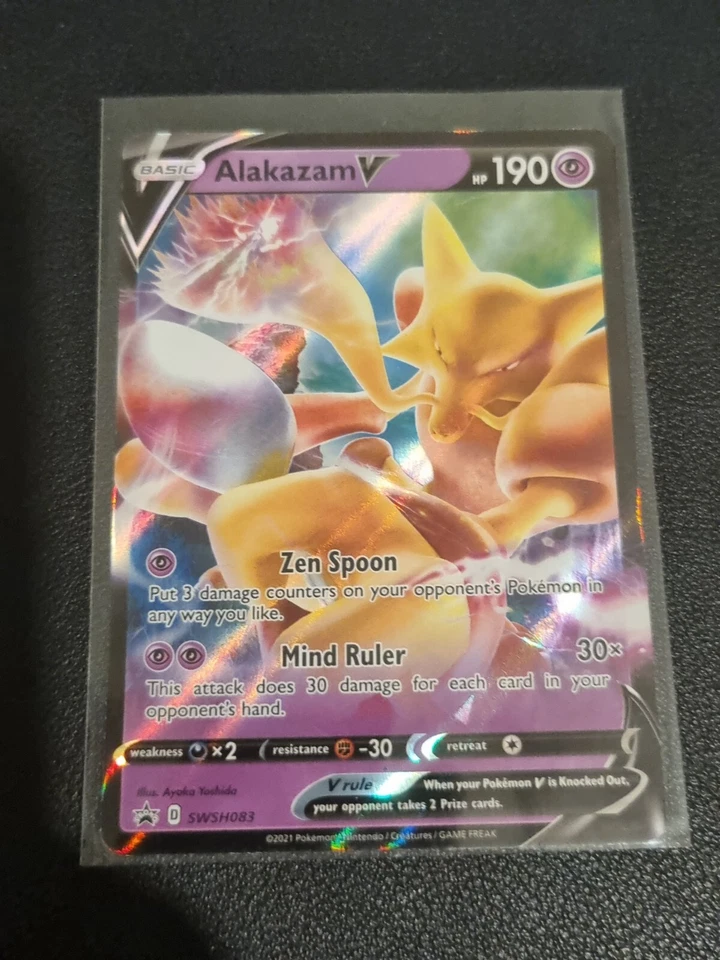 BASIC Alakazam V HP 190
Zen Spoon
Put 3 damage counters on your opponent's Pokémon in
any way you like.
Mind Ruler 30×
This attack does 30 damage for each card in your
opponent's hand.
weakness ×2 resistance -30 retreat
Illus. Ayaka Yoshida
V rule When your Pokémon V is Knocked Out,
your opponent takes 2 Prize cards.
D SWSH083
©2021 Pokémon / Nintendo / Creatures / GAME FREAK